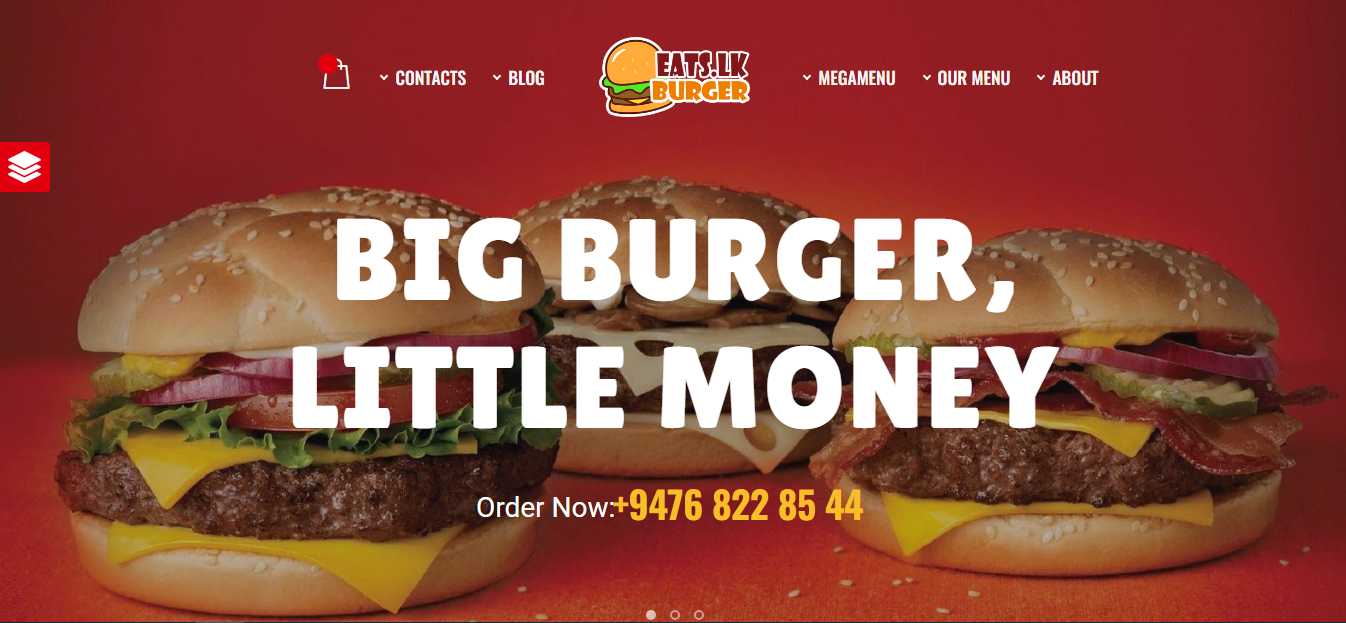 CONTACTS
BLOG
EATS.LK
BURGER
MEGAMENU
OUR MENU
ABOUT
BIG BURGER,
LITTLE MONEY
Order Now:+9476 822 85 44